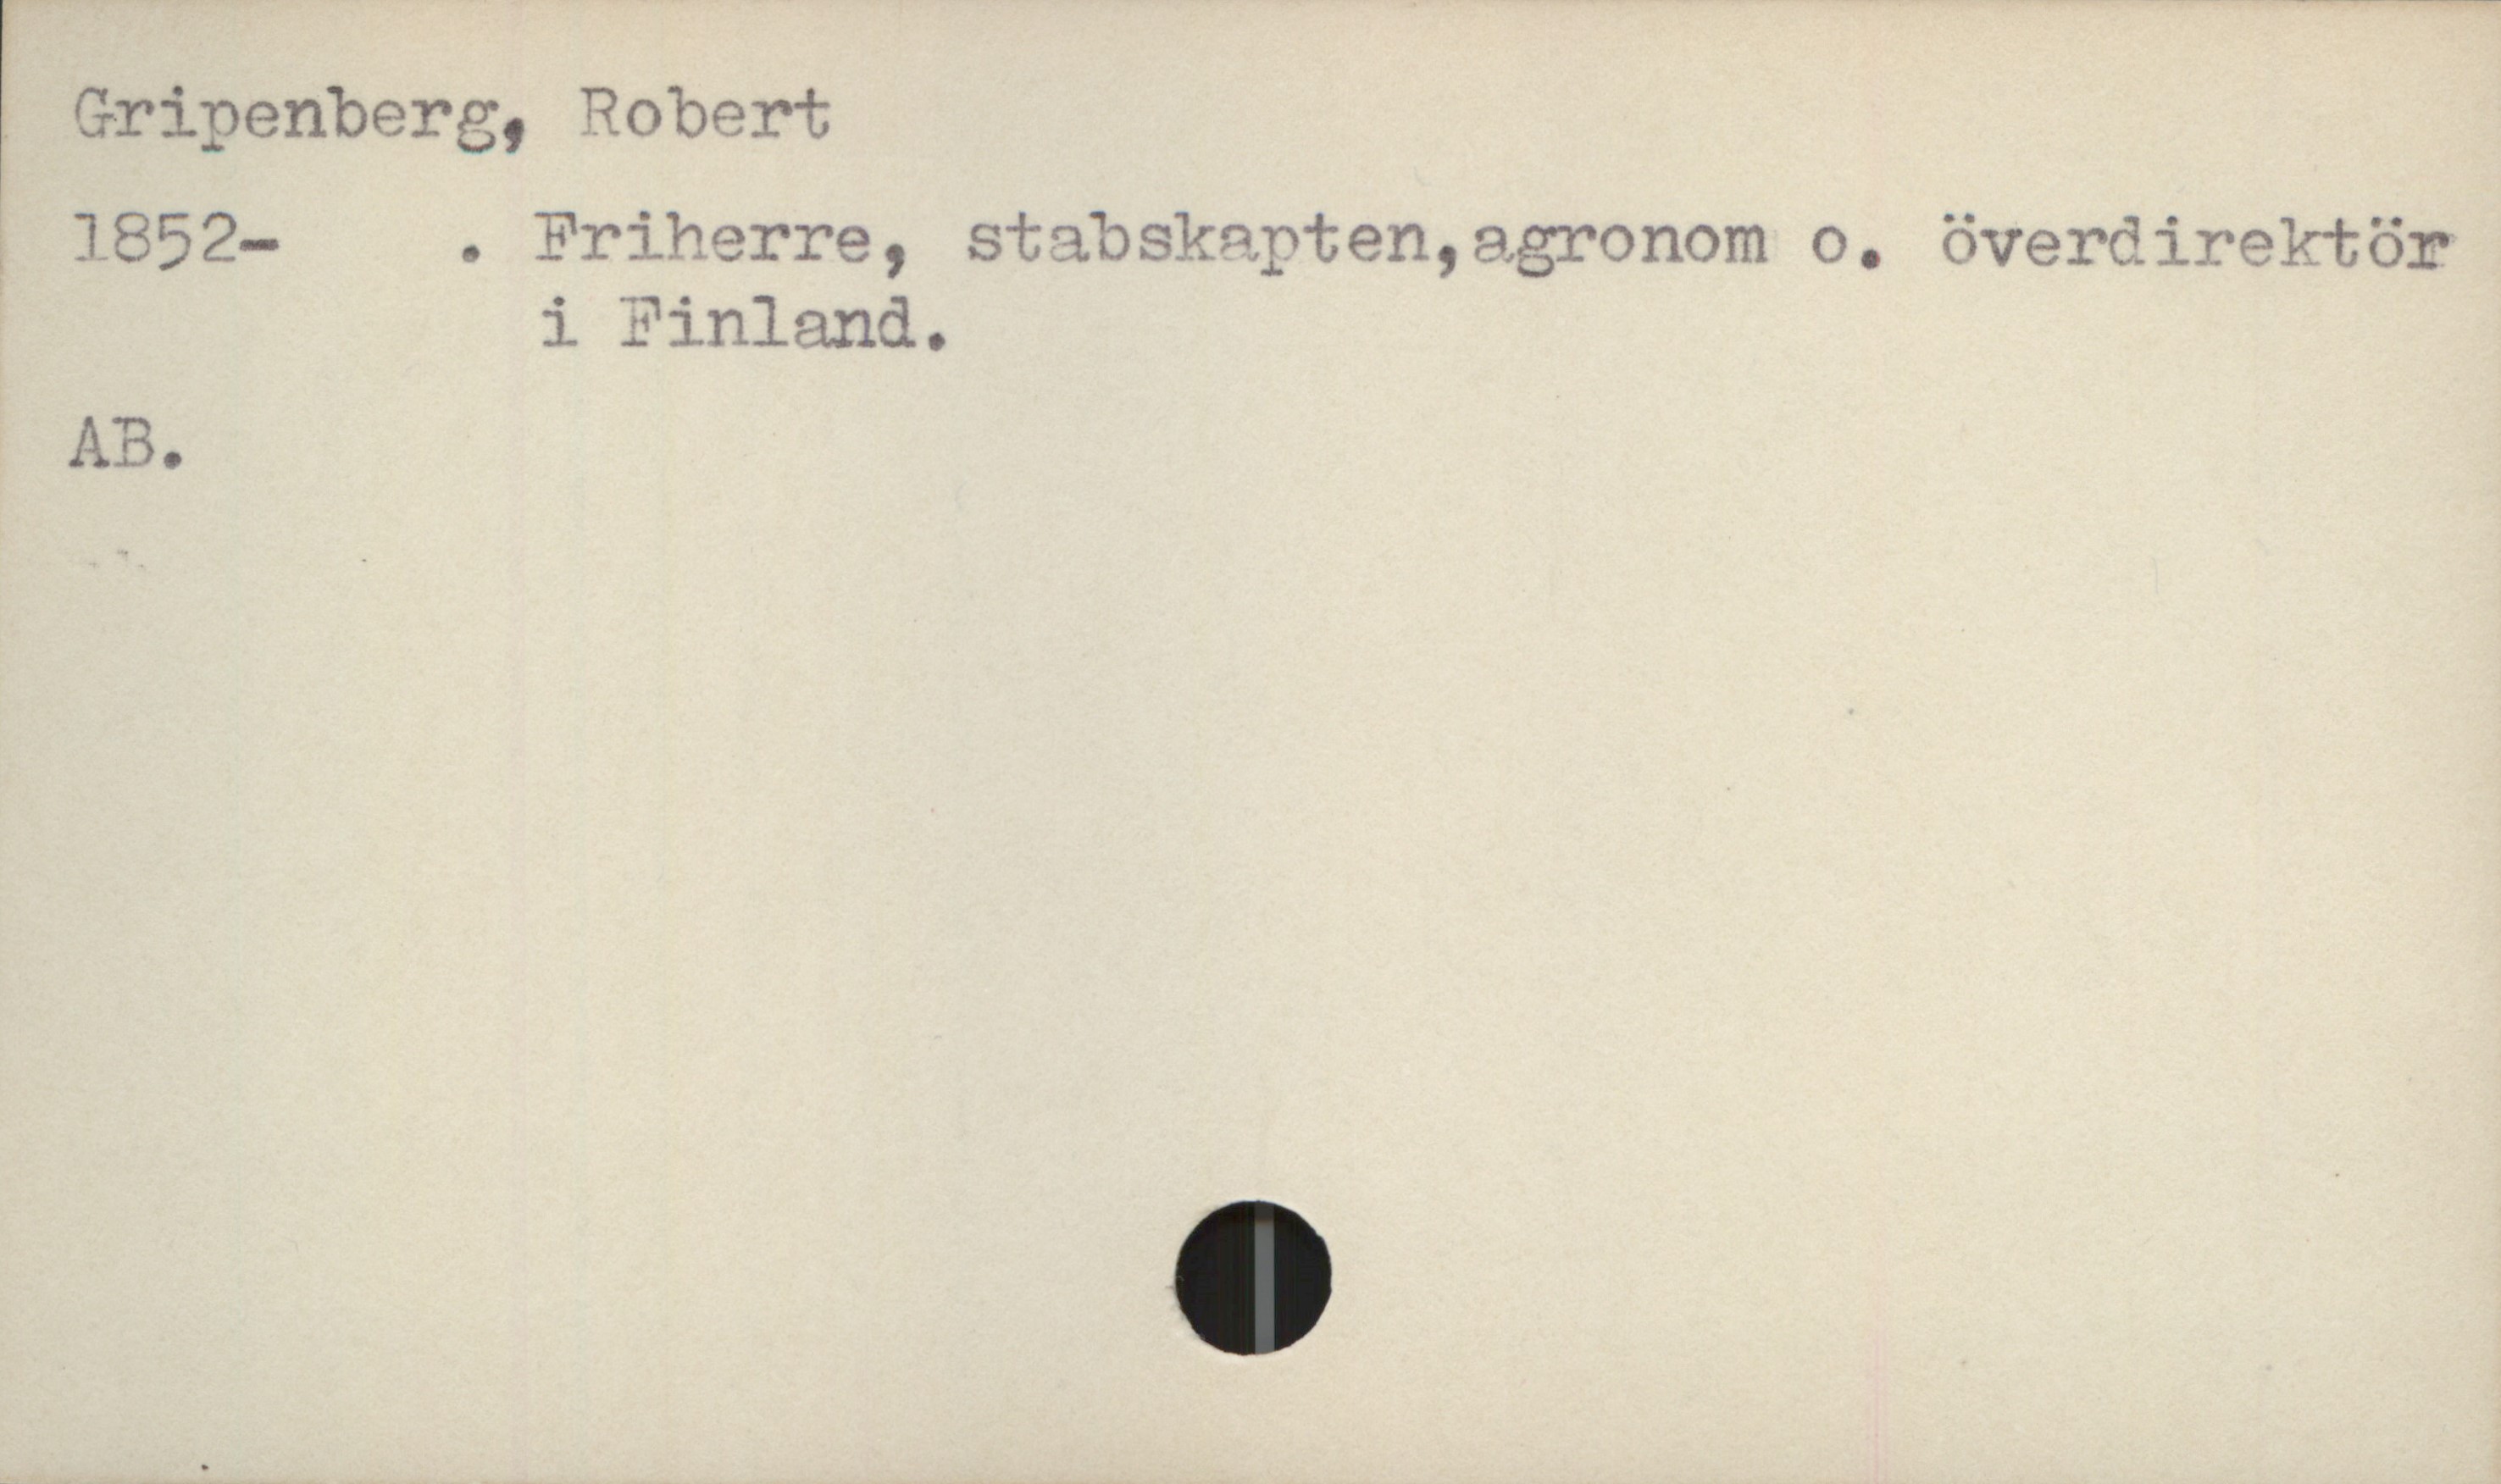 Gripenberg, Robert
1852-    . Friherre, stabskapten,agronom o. överdirektör
i Finland.
AB.